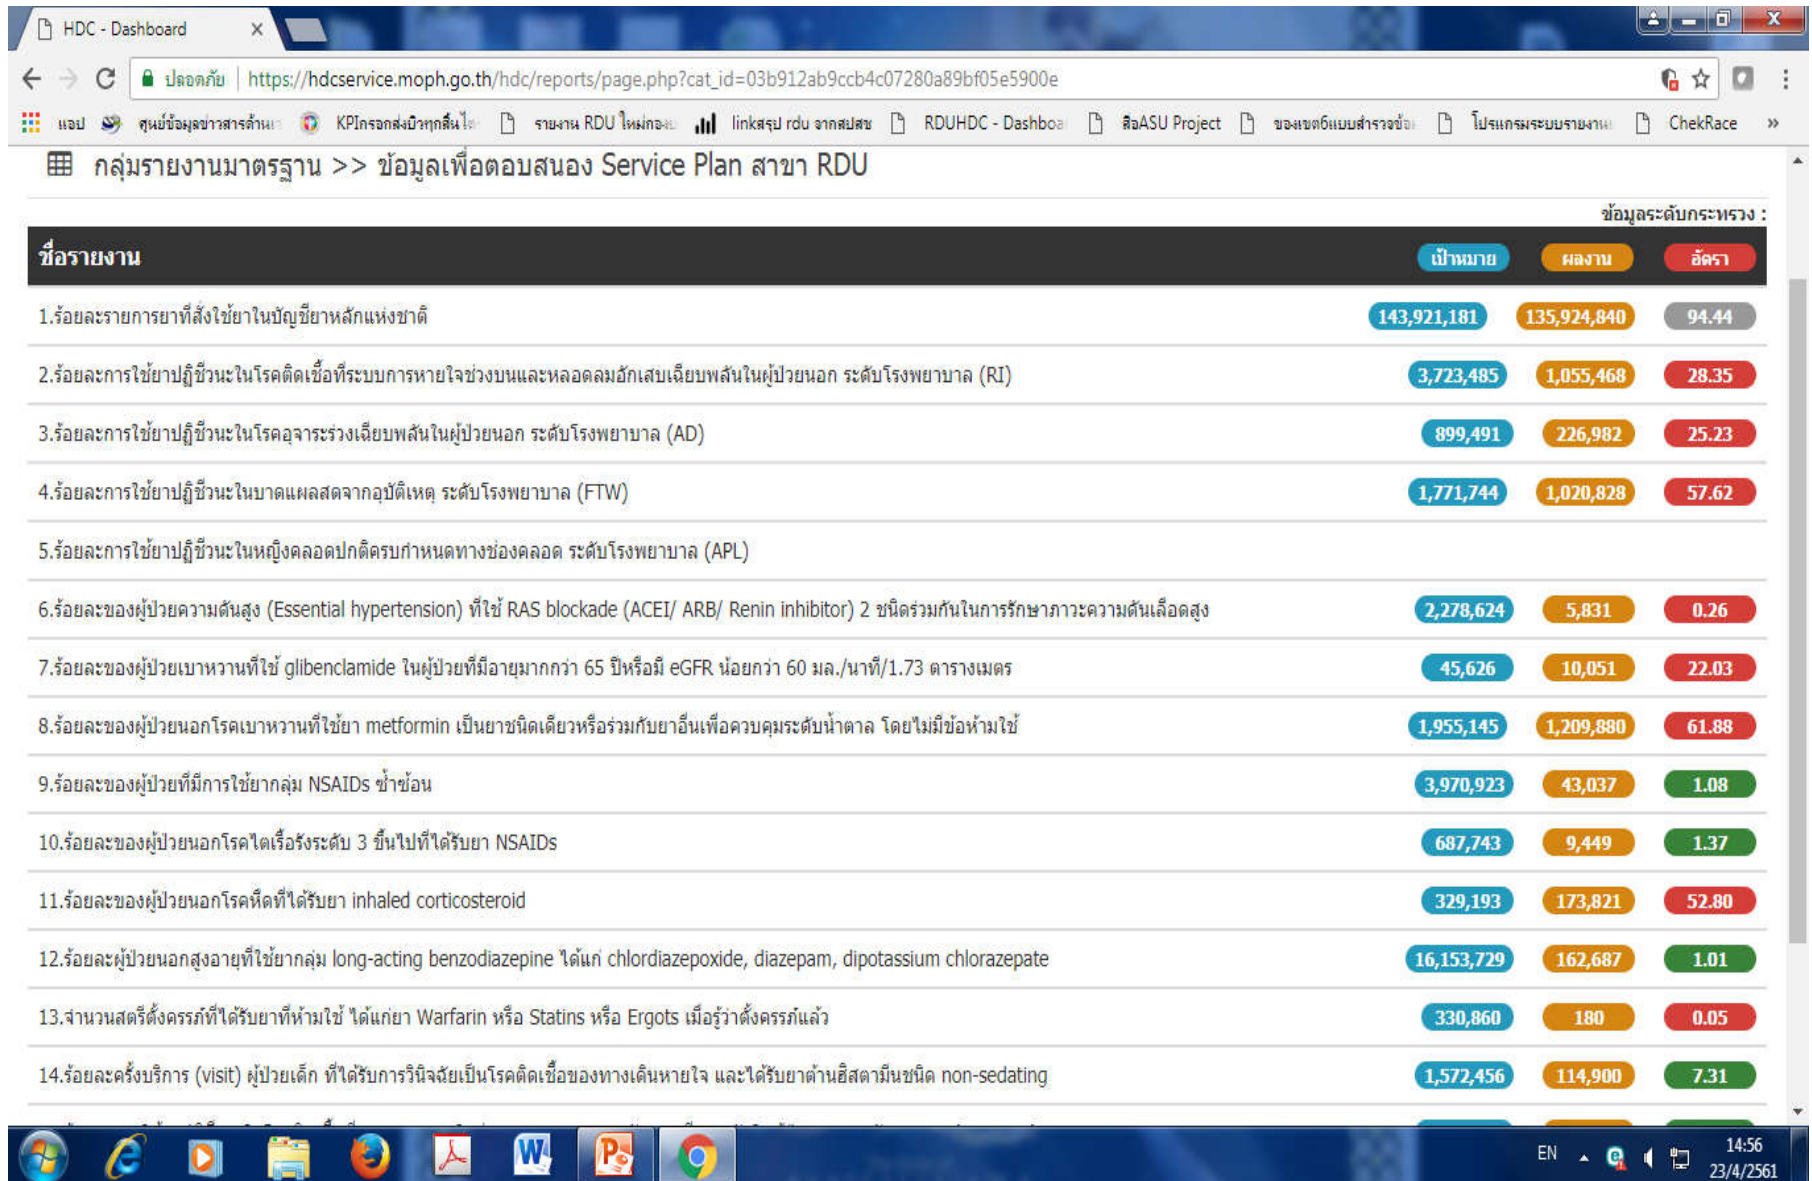 HDC - Dashboard
ปลอดภัย | https://hdcservice.moph.go.th/hdc/reports/page.php?cat_id=03b912ab9ccb4c07280a89bf05e5900e
แอป ศูนย์ข้อมูลข่าวสารด้านเ KPIกรอกส่งนิวทุกสิ้นไต รายงาน RDU ใหม่กอง linkสรุป rdu จากสปสช RDUHDC - Dashboa สื่อASU Project ของเขต6แบบสำรวจข้อ โปรแกรมระบบรายงาน ChekRace »
กลุ่มรายงานมาตรฐาน >> ข้อมูลเพื่อตอบสนอง Service Plan สาขา RDU
ข้อมูลระดับกระทรวง :
ชื่อรายงาน เป้าหมาย ผลงาน อัตรา
1.ร้อยละรายการยาที่สั่งใช้ยาในบัญชียาหลักแห่งชาติ 143,921,181 135,924,840 94.44
2.ร้อยละการใช้ยาปฏิชีวนะในโรคติดเชื้อที่ระบบการหายใจช่วงบนและหลอดลมอักเสบเฉียบพลันในผู้ป่วยนอก ระดับโรงพยาบาล (RI) 3,723,485 1,055,468 28.35
3.ร้อยละการใช้ยาปฏิชีวนะในโรคอุจาระร่วงเฉียบพลันในผู้ป่วยนอก ระดับโรงพยาบาล (AD) 899,491 226,982 25.23
4.ร้อยละการใช้ยาปฏิชีวนะในบาดแผลสดจากอุบัติเหตุ ระดับโรงพยาบาล (FTW) 1,771,744 1,020,828 57.62
5.ร้อยละการใช้ยาปฏิชีวนะในหญิงคลอดปกติครบกำหนดทางช่องคลอด ระดับโรงพยาบาล (APL)
6.ร้อยละของผู้ป่วยความดันสูง (Essential hypertension) ที่ใช้ RAS blockade (ACEI/ ARB/ Renin inhibitor) 2 ชนิดร่วมกันในการรักษาภาวะความดันเลือดสูง 2,278,624 5,831 0.26
7.ร้อยละของผู้ป่วยเบาหวานที่ใช้ glibenclamide ในผู้ป่วยที่มีอายุมากกว่า 65 ปีหรือมี eGFR น้อยกว่า 60 มล./นาที/1.73 ตารางเมตร 45,626 10,051 22.03
8.ร้อยละของผู้ป่วยนอกโรคเบาหวานที่ใช้ยา metformin เป็นยาชนิดเดียวหรือร่วมกับยาอื่นเพื่อควบคุมระดับน้ำตาล โดยไม่มีข้อห้ามใช้ 1,955,145 1,209,880 61.88
9.ร้อยละของผู้ป่วยที่มีการใช้ยากลุ่ม NSAIDs ซ้ำซ้อน 3,970,923 43,037 1.08
10.ร้อยละของผู้ป่วยนอกโรคไตเรื้อรังระดับ 3 ขึ้นไปที่ได้รับยา NSAIDs 687,743 9,449 1.37
11.ร้อยละของผู้ป่วยนอกโรคหืดที่ได้รับยา inhaled corticosteroid 329,193 173,821 52.80
12.ร้อยละผู้ป่วยนอกสูงอายุที่ใช้ยากลุ่ม long-acting benzodiazepine ได้แก่ chlordiazepoxide, diazepam, dipotassium chlorazepate 16,153,729 162,687 1.01
13.จำนวนสตรีตั้งครรภ์ที่ได้รับยาที่ห้ามใช้ ได้แก่ยา Warfarin หรือ Statins หรือ Ergots เมื่อรู้ว่าตั้งครรภ์แล้ว 330,860 180 0.05
14.ร้อยละครั้งบริการ (visit) ผู้ป่วยเด็ก ที่ได้รับการวินิจฉัยเป็นโรคติดเชื้อของทางเดินหายใจ และได้รับยาต้านฮิสตามีนชนิด non-sedating 1,572,456 114,900 7.31
EN 14:56
23/4/2561